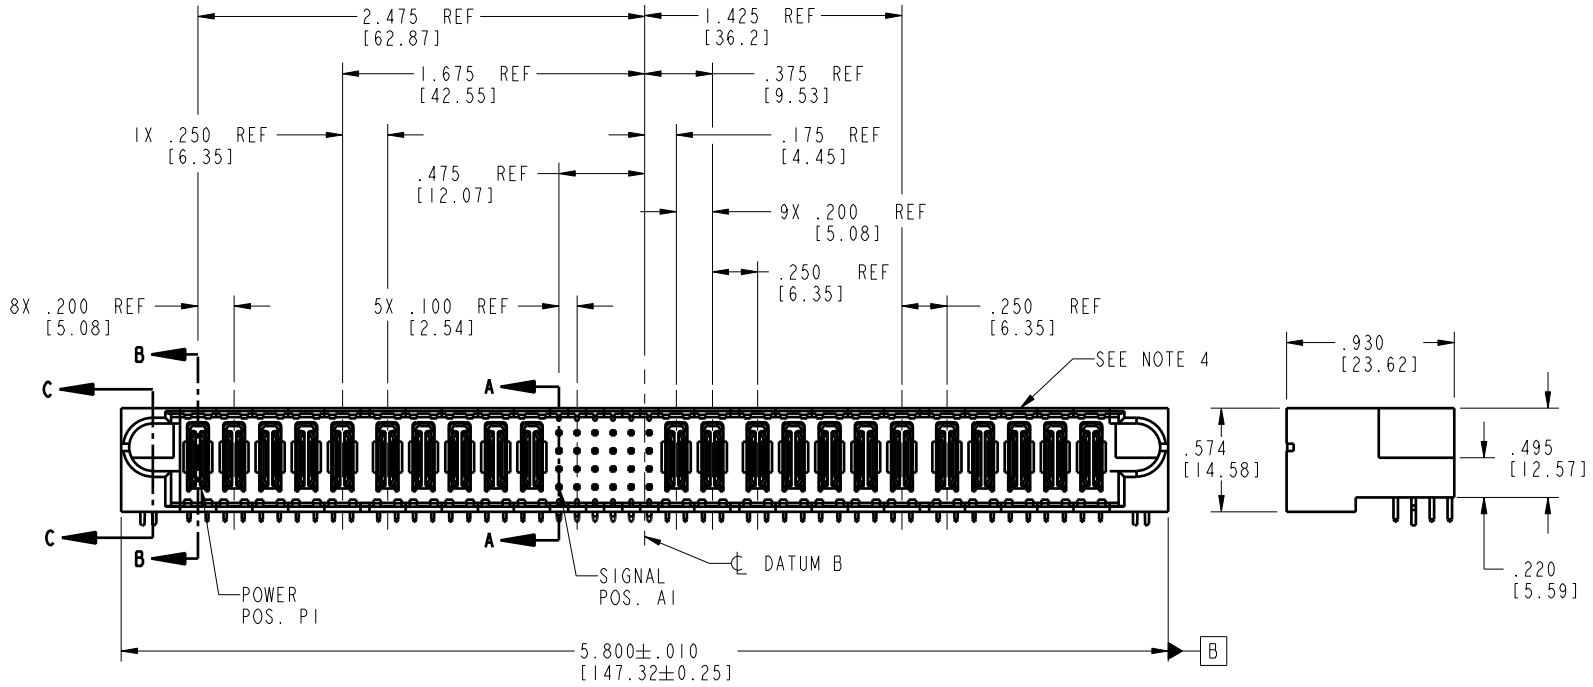 2.475 REF
[62.87]
1.425 REF
[36.2]
1.675 REF
[42.55]
.375 REF
[9.53]
1X .250 REF
[6.35]
.175 REF
[4.45]
.475 REF
[12.07]
9X .200 REF
[5.08]
.250 REF
[6.35]
8X .200 REF
[5.08]
5X .100 REF
[2.54]
.250 REF
[6.35]
B
C
A
SEE NOTE 4
.930
[23.62]
.574
[14.58]
.495
[12.57]
C
B
A
℄ DATUM B
SIGNAL
POS. A1
POWER
POS. P1
.220
[5.59]
5.800±.010
[147.32±0.25]
B